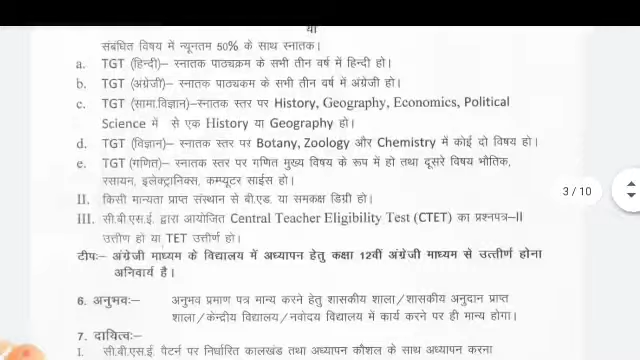 या
संबंधित विषय में न्यूनतम 50% के साथ स्नातक।
a. TGT (हिन्दी)– स्नातक पाठ्यक्रम के सभी तीन वर्ष में हिन्दी हो।
b. TGT (अंग्रेजी)– स्नातक पाठ्यकम के सभी तीन वर्ष में अंग्रेजी हो।
c. TGT (सामा.विज्ञान)–स्नातक स्तर पर History, Geography, Economics, Political
Science में से एक History या Geography हो।
d. TGT (विज्ञान)– स्नातक स्तर पर Botany, Zoology और Chemistry में कोई दो विषय हो।
e. TGT (गणित)– स्नातक स्तर पर गणित मुख्य विषय के रूप में हो तथा दूसरे विषय भौतिक,
रसायन, इलेक्ट्रानिक्स, कम्प्यूटर साईंस हो।
3 / 10
II. किसी मान्यता प्राप्त संस्थान से बी.एड. या समकक्ष डिग्री हो।
III. सी.बी.एस.ई. द्वारा आयोजित Central Teacher Eligibility Test (CTET) का प्रश्नपत्र–II
उत्तीण हो या TET उत्तीर्ण हो।
टीपः– अंग्रेजी माध्यम के विद्यालय में अध्यापन हेतु कक्षा 12वीं अंग्रेजी माध्यम से उत्तीर्ण होना
अनिवार्य है।
6. अनुभवः– अनुभव प्रमाण पत्र मान्य करने हेतु शासकीय शाला/शासकीय अनुदान प्राप्त
शाला/केन्द्रीय विद्यालय/नवोदय विद्यालय में कार्य करने पर ही मान्य होगा।
7. दायित्वः–
1. सी.बी.एस.ई. पैटर्न पर निर्धारित कालखंड तथा अध्यापन कौशल के साथ अध्यापन करना